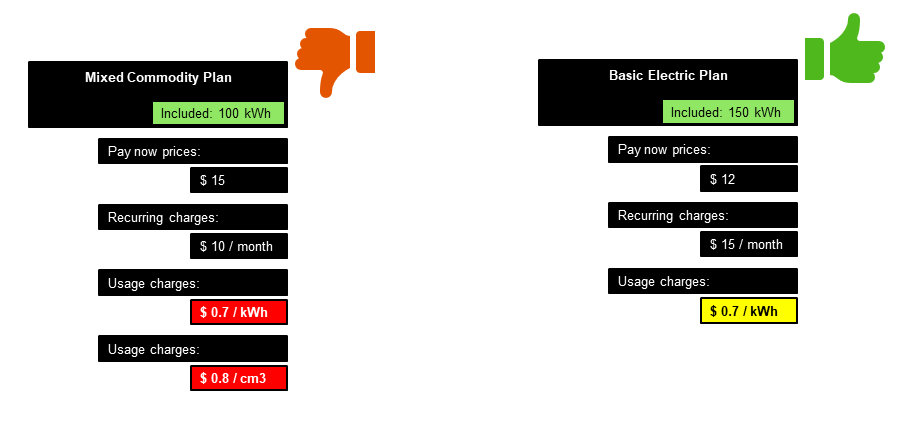 Mixed Commodity Plan
Included: 100 kWh
Pay now prices:
$ 15
Recurring charges:
$ 10 / month
Usage charges:
$ 0.7 / kWh
Usage charges:
$ 0.8 / cm3
Basic Electric Plan
Included: 150 kWh
Pay now prices:
$ 12
Recurring charges:
$ 15 / month
Usage charges:
$ 0.7 / kWh